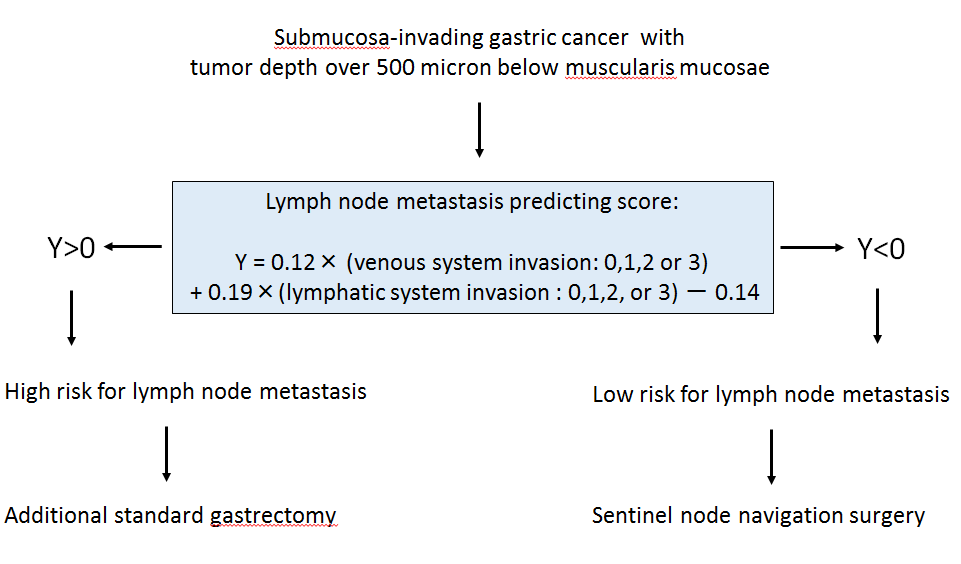 Submucosa-invading gastric cancer with
tumor depth over 500 micron below muscularis mucosae
Lymph node metastasis predicting score:
Y>0
Y = 0.12 × (venous system invasion: 0,1,2 or 3)
+ 0.19 × (lymphatic system invasion : 0,1,2, or 3) － 0.14
Y<0
High risk for lymph node metastasis
Low risk for lymph node metastasis
Additional standard gastrectomy
Sentinel node navigation surgery